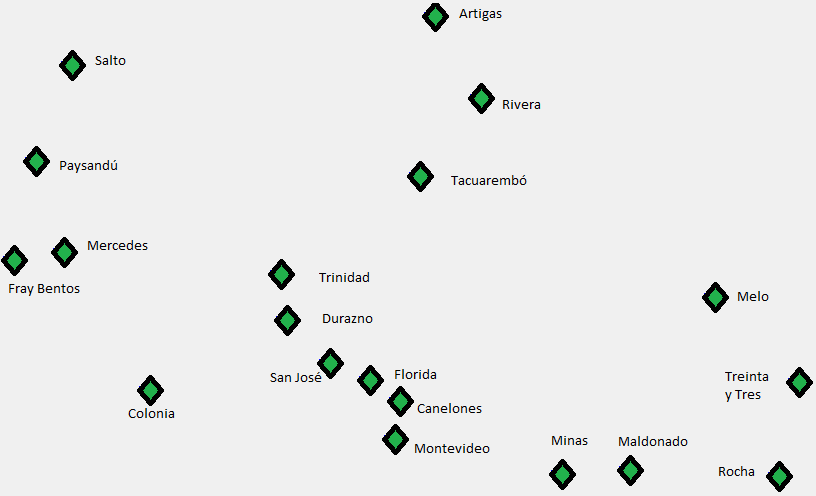 Artigas
Salto
Rivera
Paysandú
Tacuarembó
Mercedes
Fray Bentos
Trinidad
Melo
Durazno
San José
Florida
Treinta
y Tres
Canelones
Colonia
Montevideo
Minas
Maldonado
Rocha